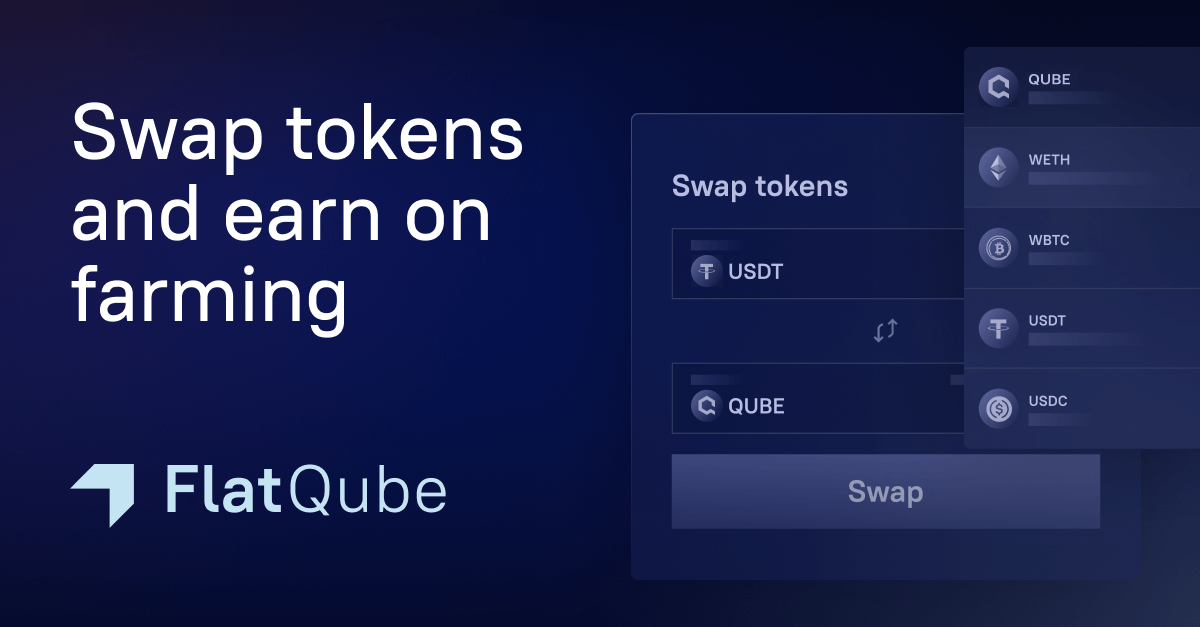 Swap tokens
and earn on
farming
FlatQube
Swap tokens
USDT
QUBE
Swap
QUBE
WETH
WBTC
USDT
USDC